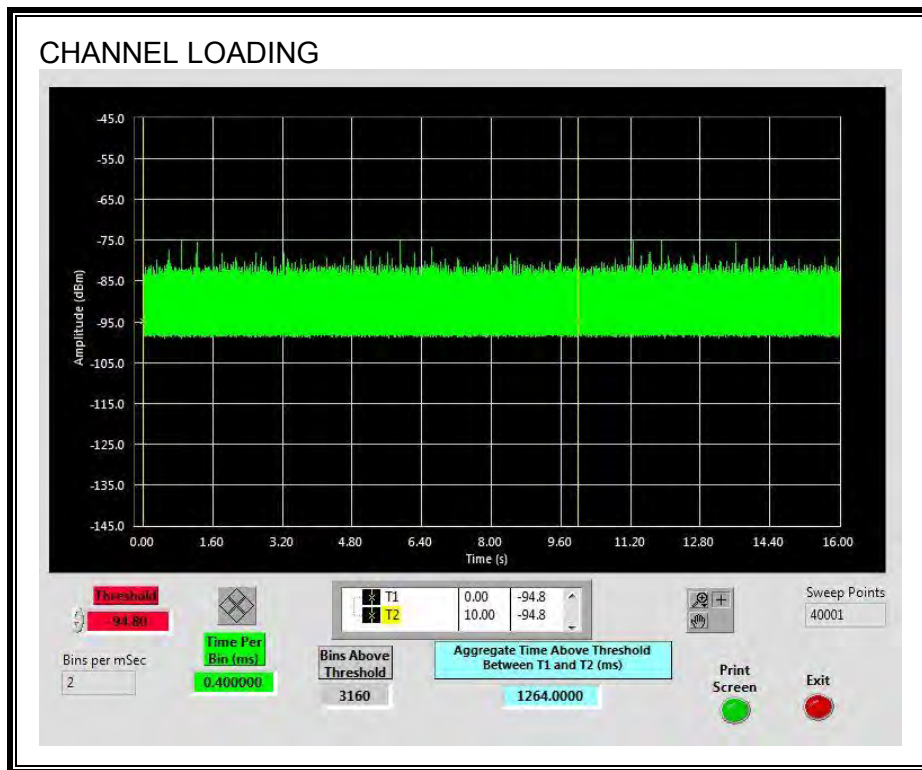 CHANNEL LOADING
-45.0
-55.0
-65.0
-75.0
-85.0
-95.0
-105.0
-115.0
-125.0
-135.0
-145.0
Amplitude (dBm)
0.00 1.60 3.20 4.80 6.40 8.00 9.60 11.20 12.80 14.40 16.00
Time (s)
Threshold
-94.80
T1 0.00 -94.8
T2 10.00 -94.8
Sweep Points
40001
Bins per mSec
2
Time Per
Bin (ms)
0.400000
Bins Above
Threshold
3160
Aggregate Time Above Threshold
Between T1 and T2 (ms)
1264.0000
Print
Screen
Exit